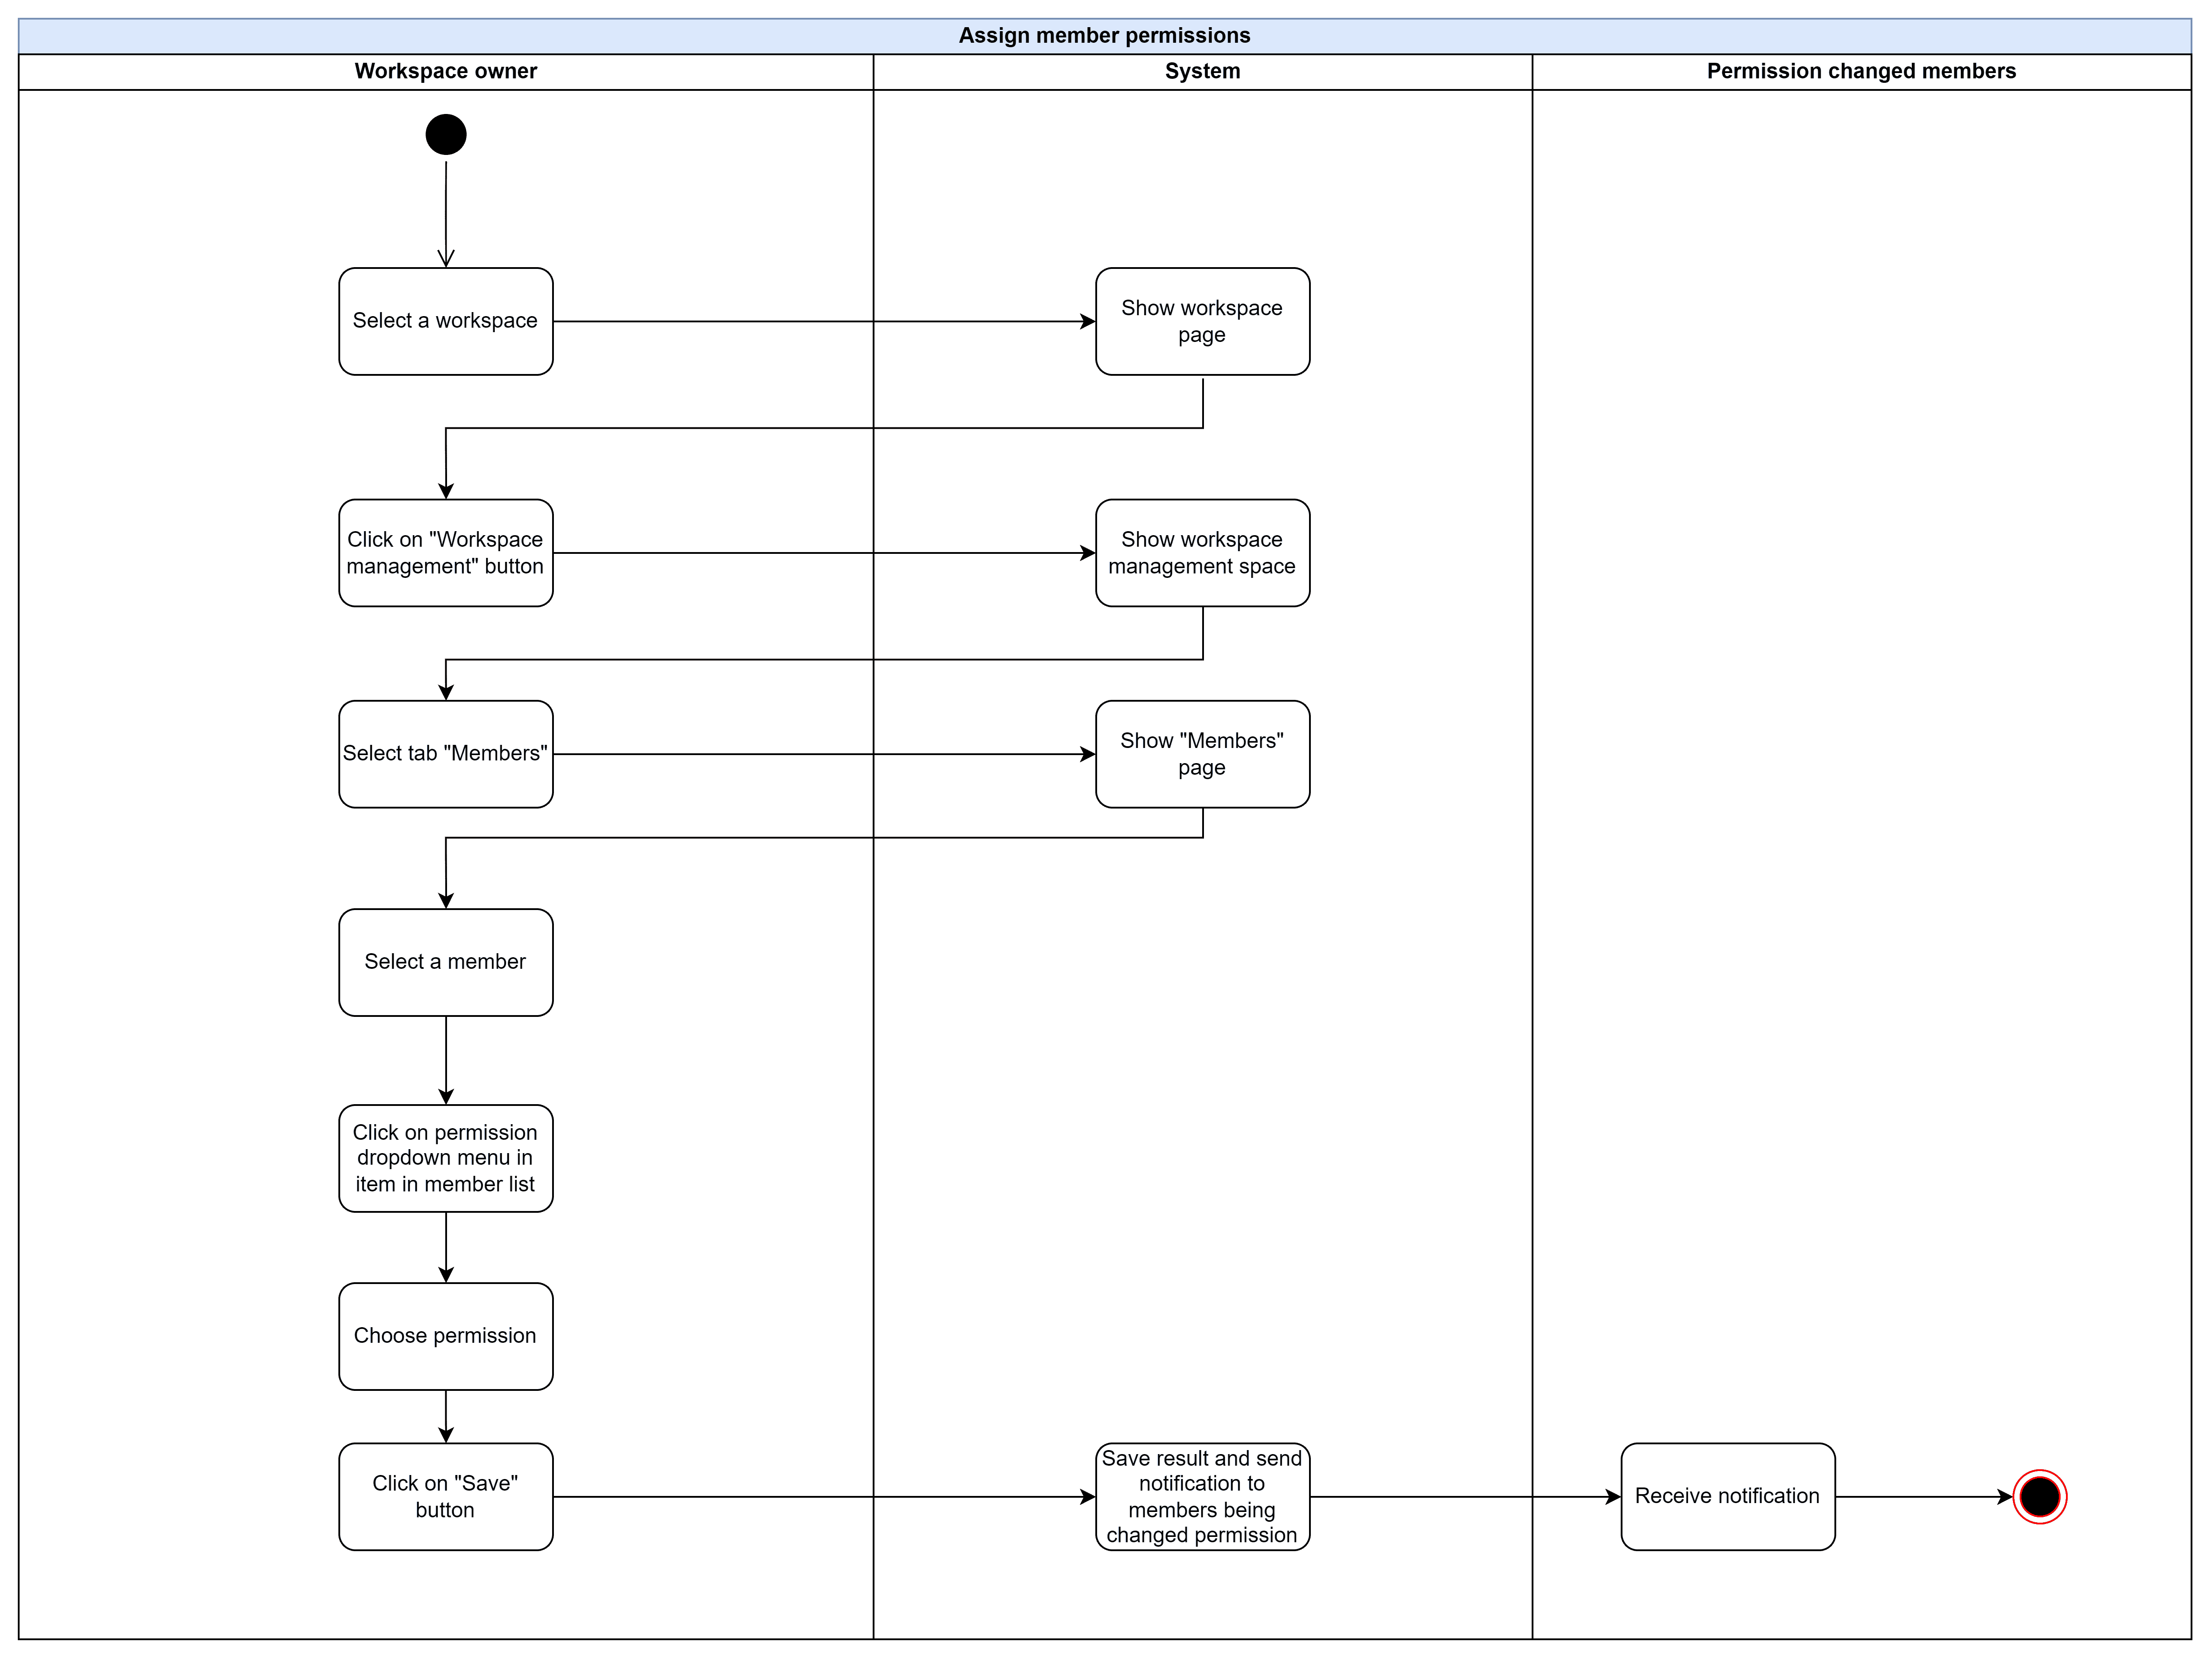 Assign member permissions
Workspace owner
System
Permission changed members
Select a workspace
Show workspace
page
Click on "Workspace
management" button
Show workspace
management space
Select tab "Members"
Show "Members"
page
Select a member
Click on permission
dropdown menu in
item in member list
Choose permission
Click on "Save"
button
Save result and send
notification to
members being
changed permission
Receive notification